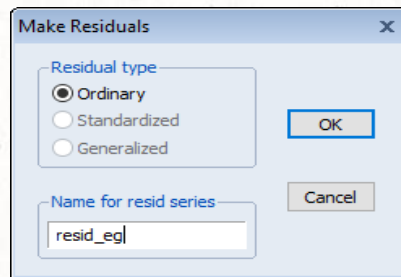 Make Residuals
Residual type
Ordinary
Standardized
Generalized
OK
Name for resid series
resid_eg
Cancel